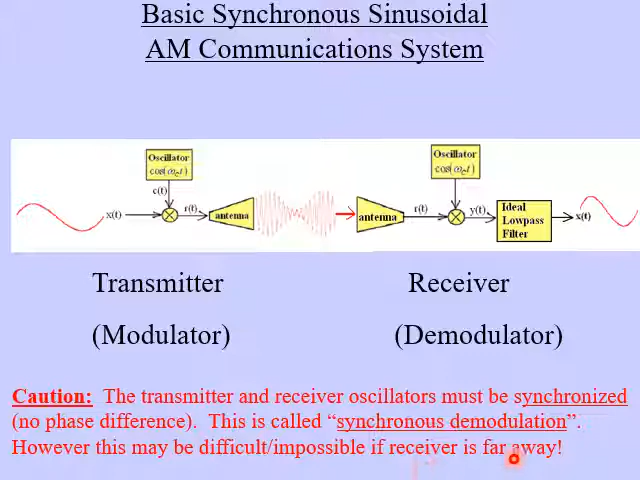 Basic Synchronous Sinusoidal
AM Communications System
Oscillator
cos(ω_c t)
c(t)
x(t)
r(t)
antenna
Oscillator
cos(ω_c t)
antenna
r(t)
y(t)
Ideal
Lowpass
Filter
x(t)
Transmitter
(Modulator)
Receiver
(Demodulator)
Caution: The transmitter and receiver oscillators must be synchronized
(no phase difference). This is called “synchronous demodulation”.
However this may be difficult/impossible if receiver is far away!